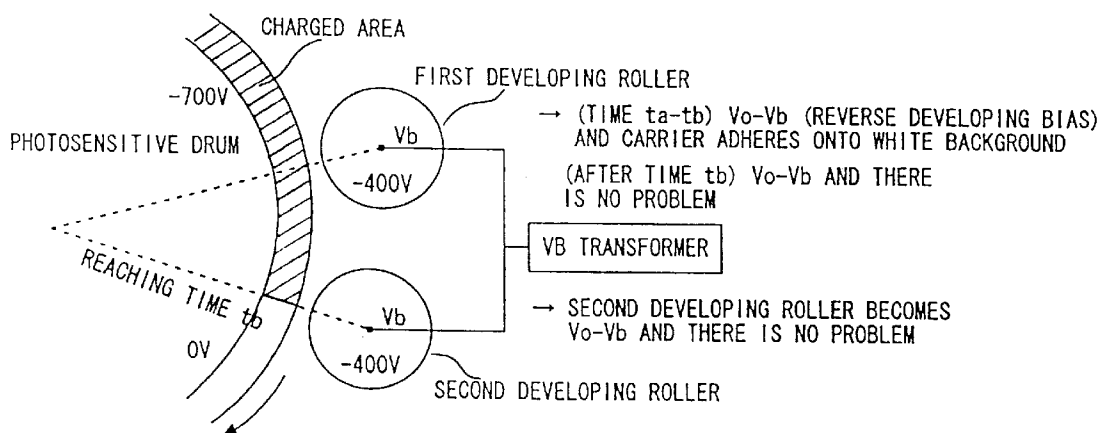 CHARGED AREA
FIRST DEVELOPING ROLLER
-700V
→ (TIME ta-tb) Vo-Vb (REVERSE DEVELOPING BIAS)
AND CARRIER ADHERES ONTO WHITE BACKGROUND
PHOTOSENSITIVE DRUM
Vb
-400V
(AFTER TIME tb) Vo-Vb AND THERE
IS NO PROBLEM
VB TRANSFORMER
REACHING TIME tb
→ SECOND DEVELOPING ROLLER BECOMES
Vo-Vb AND THERE IS NO PROBLEM
Vb
-400V
0V
SECOND DEVELOPING ROLLER